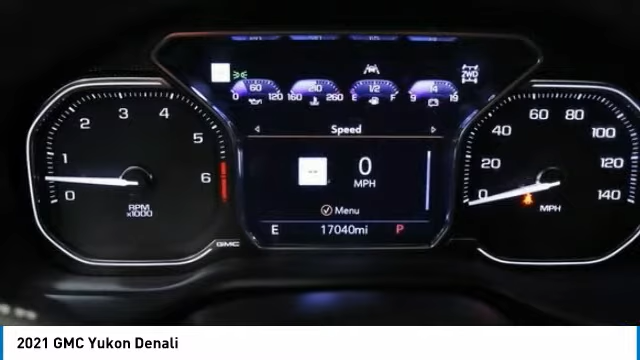 2WD
0 60 120 160 210 260 E 1/2 F 9 14 19
Speed
0
MPH
Menu
E 17040mi P
0 1 2 3 4 5 6
RPM
x1000
GMC
0 20 40 60 80 100 120 140
MPH
2021 GMC Yukon Denali